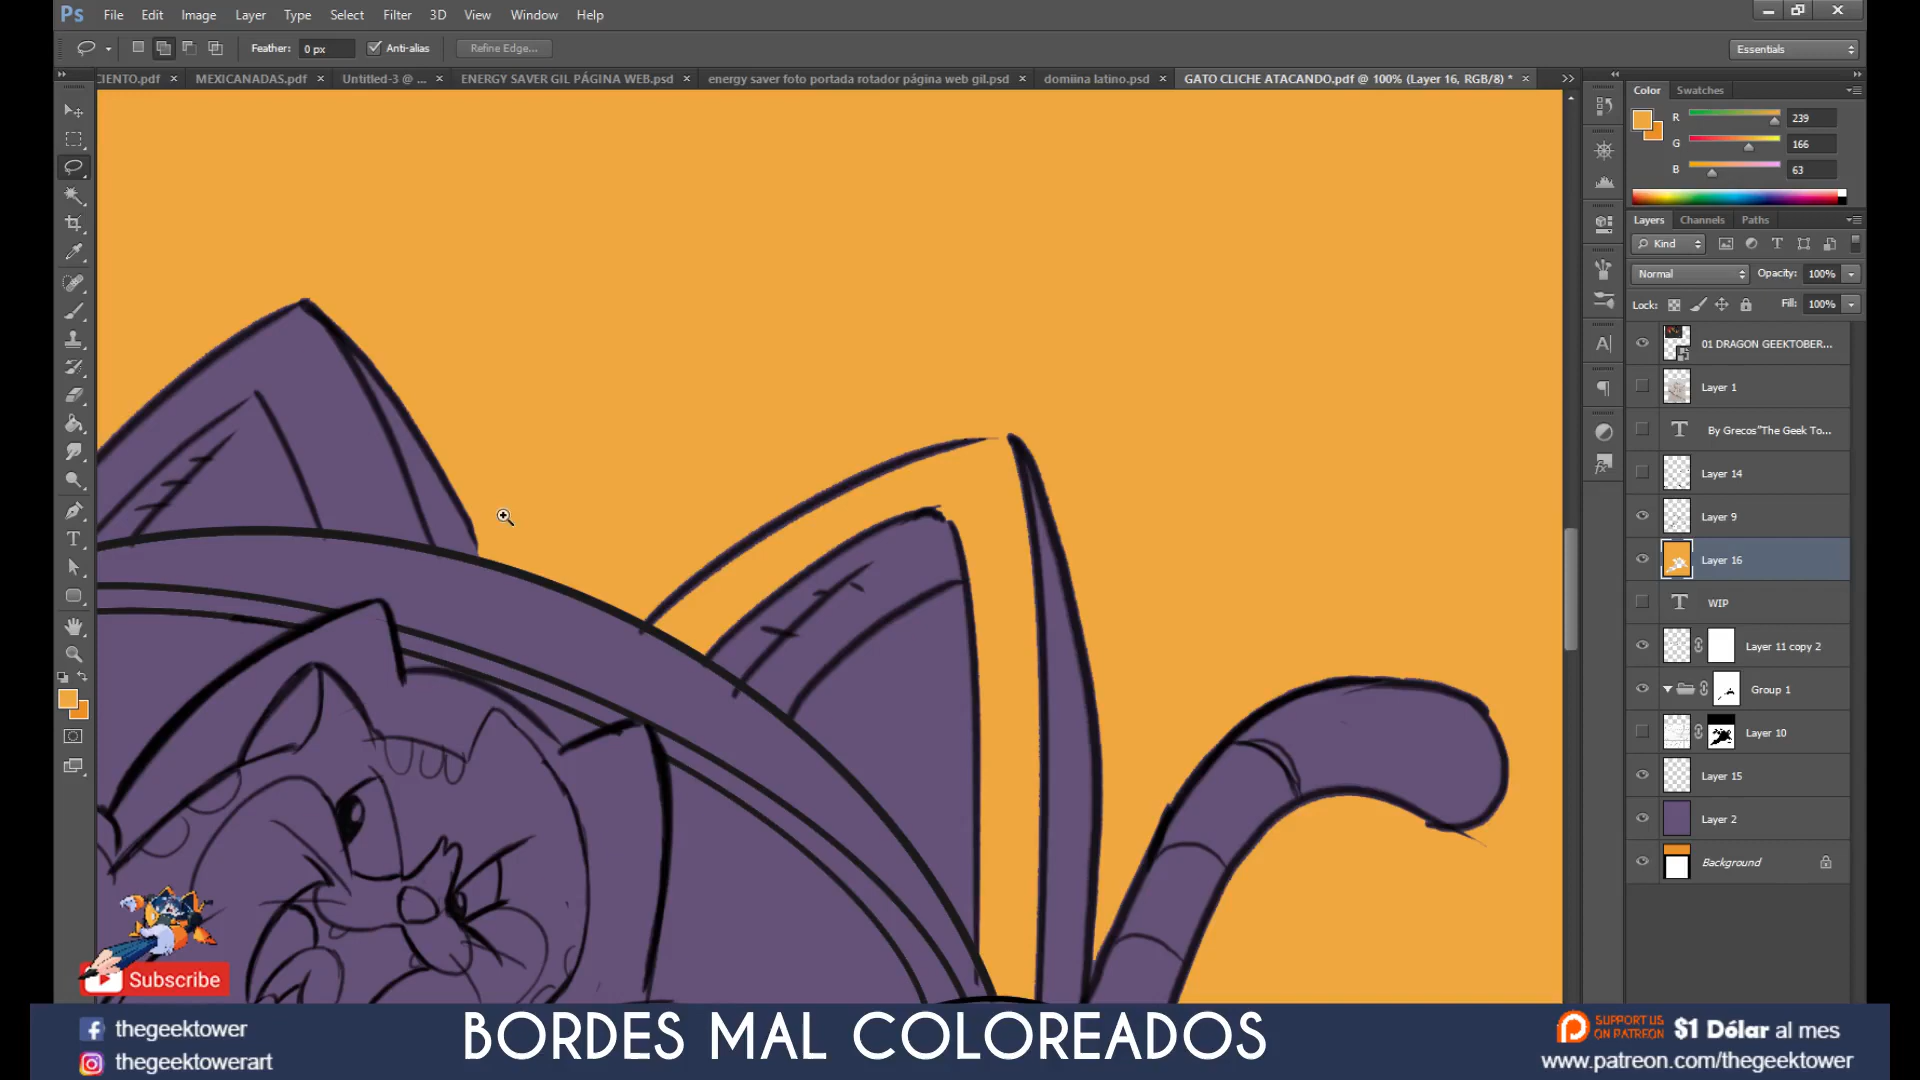 Ps File Edit Image Layer Type Select Filter 3D View Window Help
Feather: 0 px Anti-alias Refine Edge... Essentials
CIENTO.pdf × MEXICANADAS.pdf × Untitled-3 @ ... × ENERGY SAVER GIL PÁGINA WEB.psd × energy saver foto portada rotador página web gil.psd × domiina latino.psd × GATO CLICHE ATACANDO.pdf @ 100% (Layer 16, RGB/8) * ×
Color Swatches
R 239
G 166
B 63
Layers Channels Paths
Kind
Normal Opacity: 100%
Lock: Fill: 100%
01 DRAGON GEEKTOBER...
Layer 1
By Grecos"The Geek To...
Layer 14
Layer 9
Layer 16
WIP
Layer 11 copy 2
Group 1
Layer 10
Layer 15
Layer 2
Background
Subscribe
thegeektower
thegeektowerart
BORDES MAL COLOREADOS
SUPPORT US
ON PATREON
$1 Dólar al mes
www.patreon.com/thegeektower